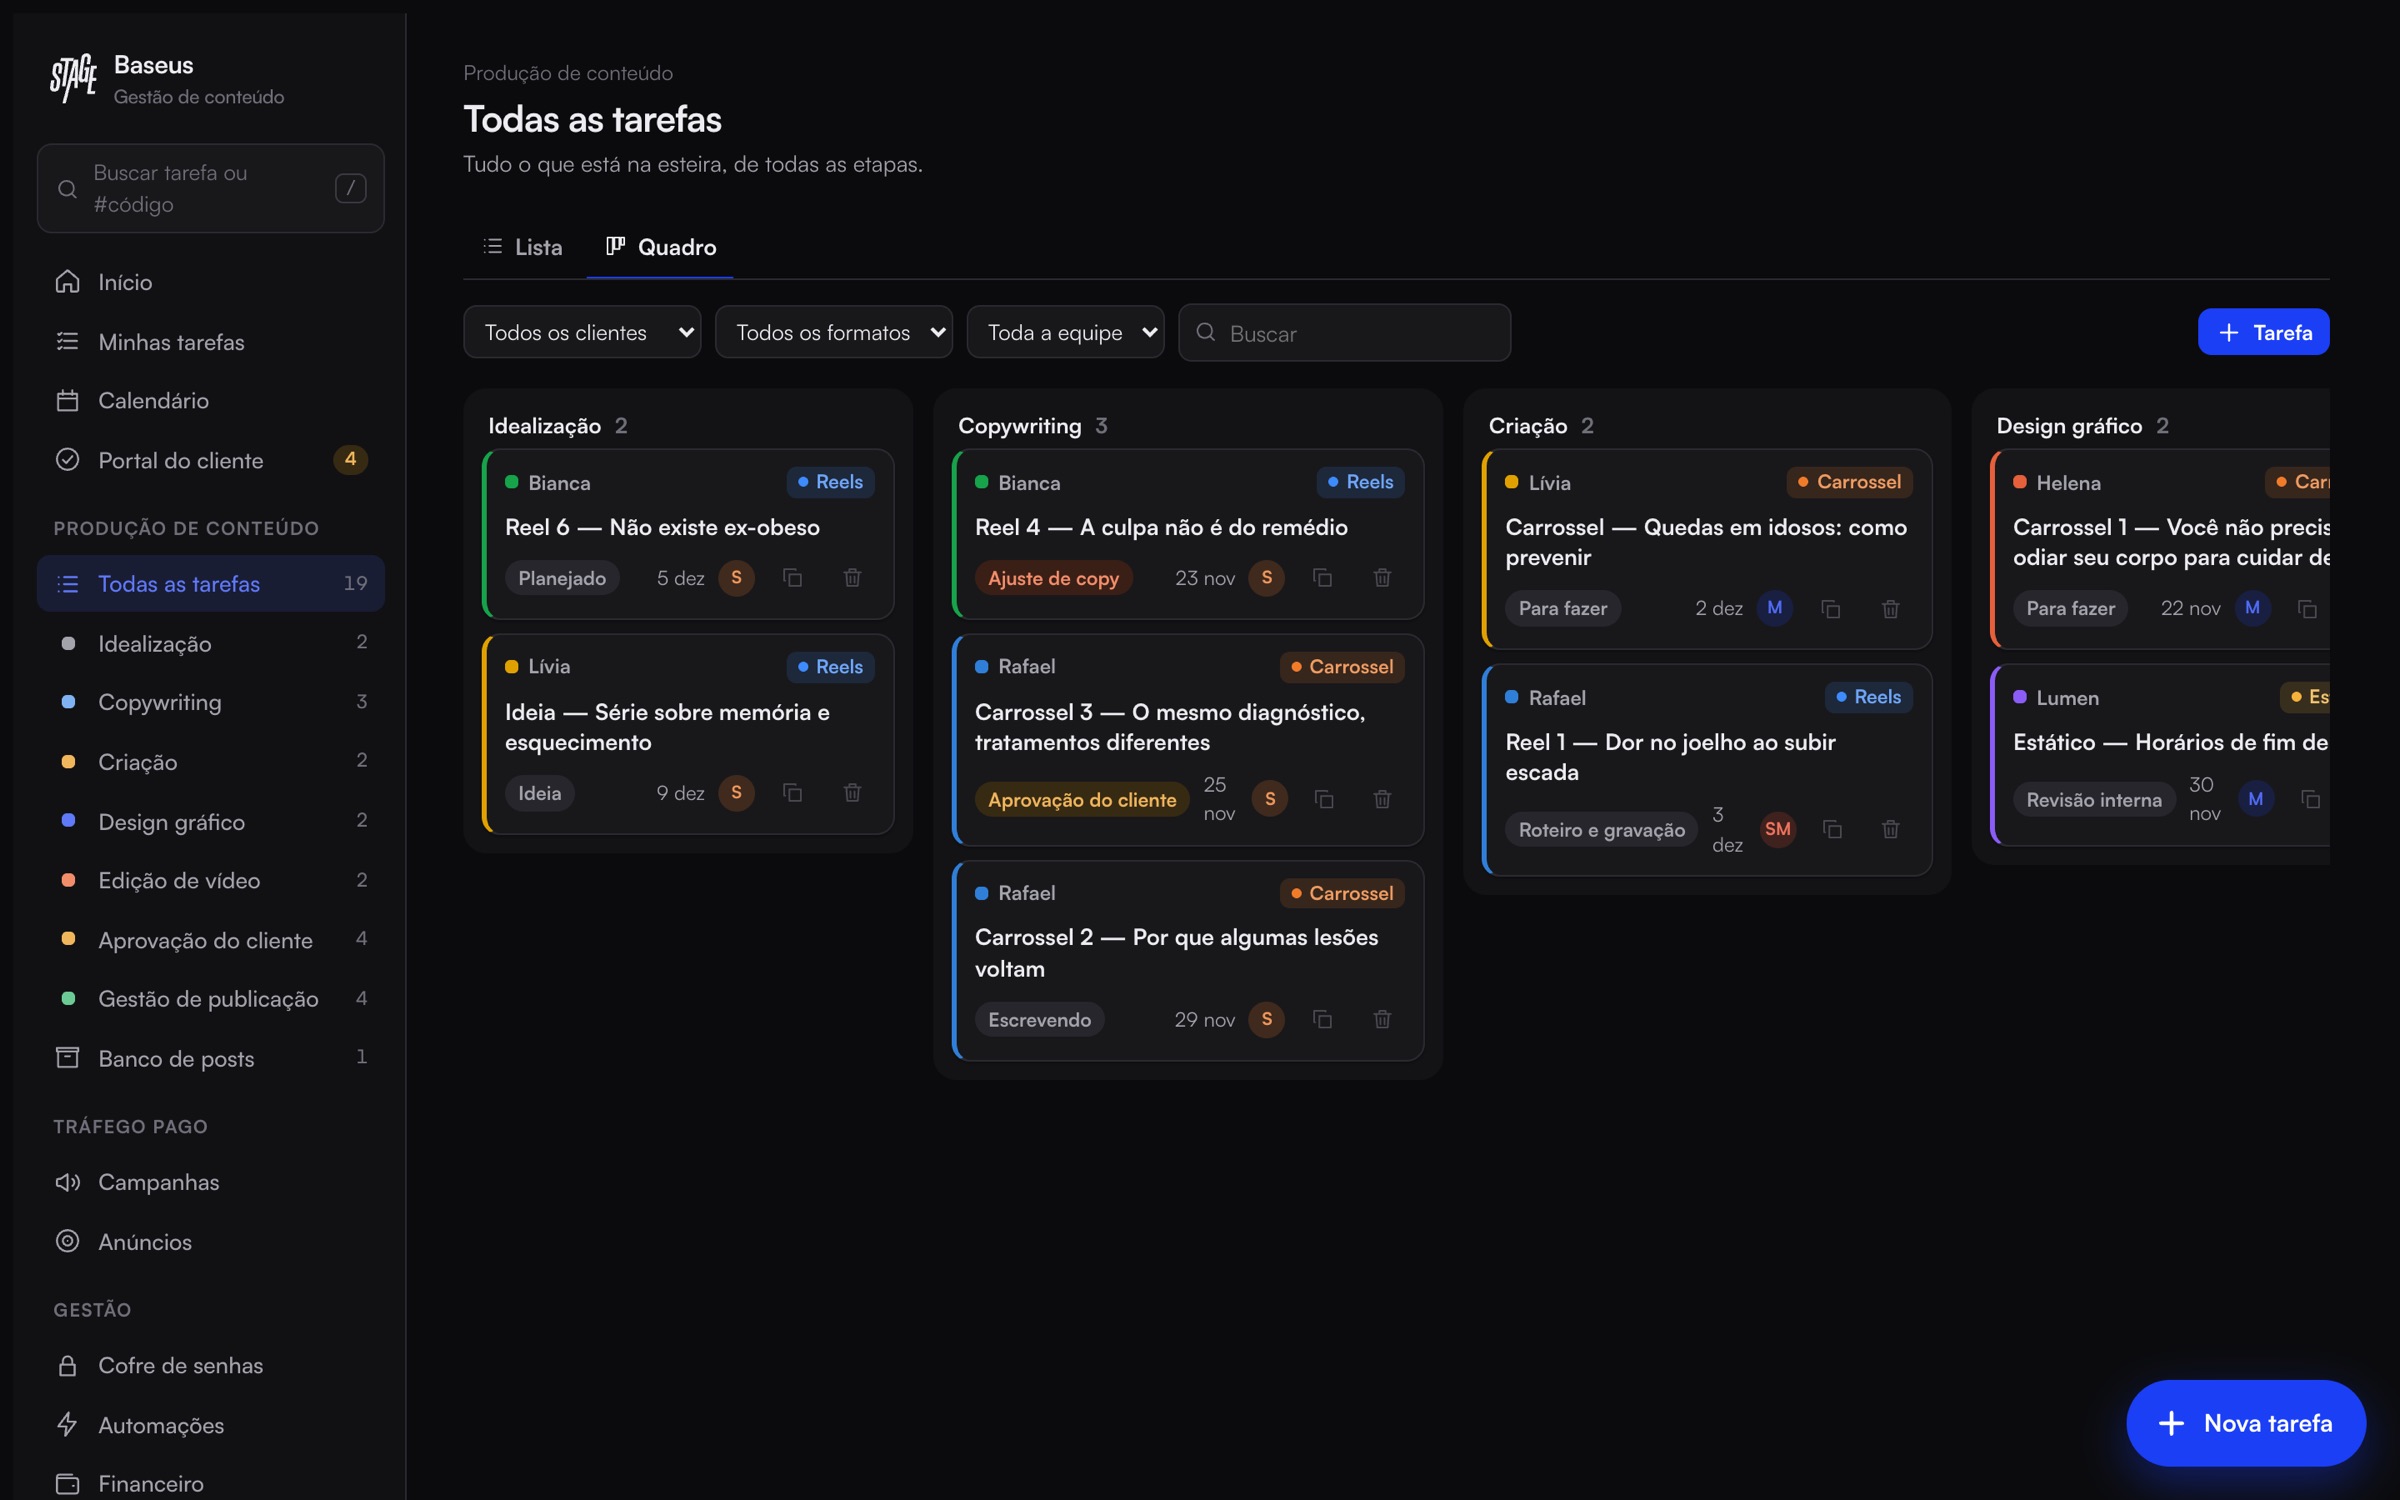 STAGE
Baseus
Gestão de conteúdo
Buscar tarefa ou
#código
/
Início
Minhas tarefas
Calendário
Portal do cliente 4
PRODUÇÃO DE CONTEÚDO
Todas as tarefas 19
Idealização 2
Copywriting 3
Criação 2
Design gráfico 2
Edição de vídeo 2
Aprovação do cliente 4
Gestão de publicação 4
Banco de posts 1
TRÁFEGO PAGO
Campanhas
Anúncios
GESTÃO
Cofre de senhas
Automações
Financeiro
Produção de conteúdo
Todas as tarefas
Tudo o que está na esteira, de todas as etapas.
Lista Quadro
Todos os clientes Todos os formatos Toda a equipe Buscar + Tarefa
Idealização 2
Bianca Reels
Reel 6 — Não existe ex-obeso
Planejado 5 dez S
Lívia Reels
Ideia — Série sobre memória e
esquecimento
Ideia 9 dez S
Copywriting 3
Bianca Reels
Reel 4 — A culpa não é do remédio
Ajuste de copy 23 nov S
Rafael Carrossel
Carrossel 3 — O mesmo diagnóstico,
tratamentos diferentes
Aprovação do cliente 25 nov S
Rafael Carrossel
Carrossel 2 — Por que algumas lesões
voltam
Escrevendo 29 nov S
Criação 2
Lívia Carrossel
Carrossel — Quedas em idosos: como
prevenir
Para fazer 2 dez M
Rafael Reels
Reel 1 — Dor no joelho ao subir
escada
Roteiro e gravação 3 dez SM
Design gráfico 2
Helena Carr
Carrossel 1 — Você não precis
odiar seu corpo para cuidar de
Para fazer 22 nov M
Lumen Es
Estático — Horários de fim de
Revisão interna 30 nov M
+ Nova tarefa